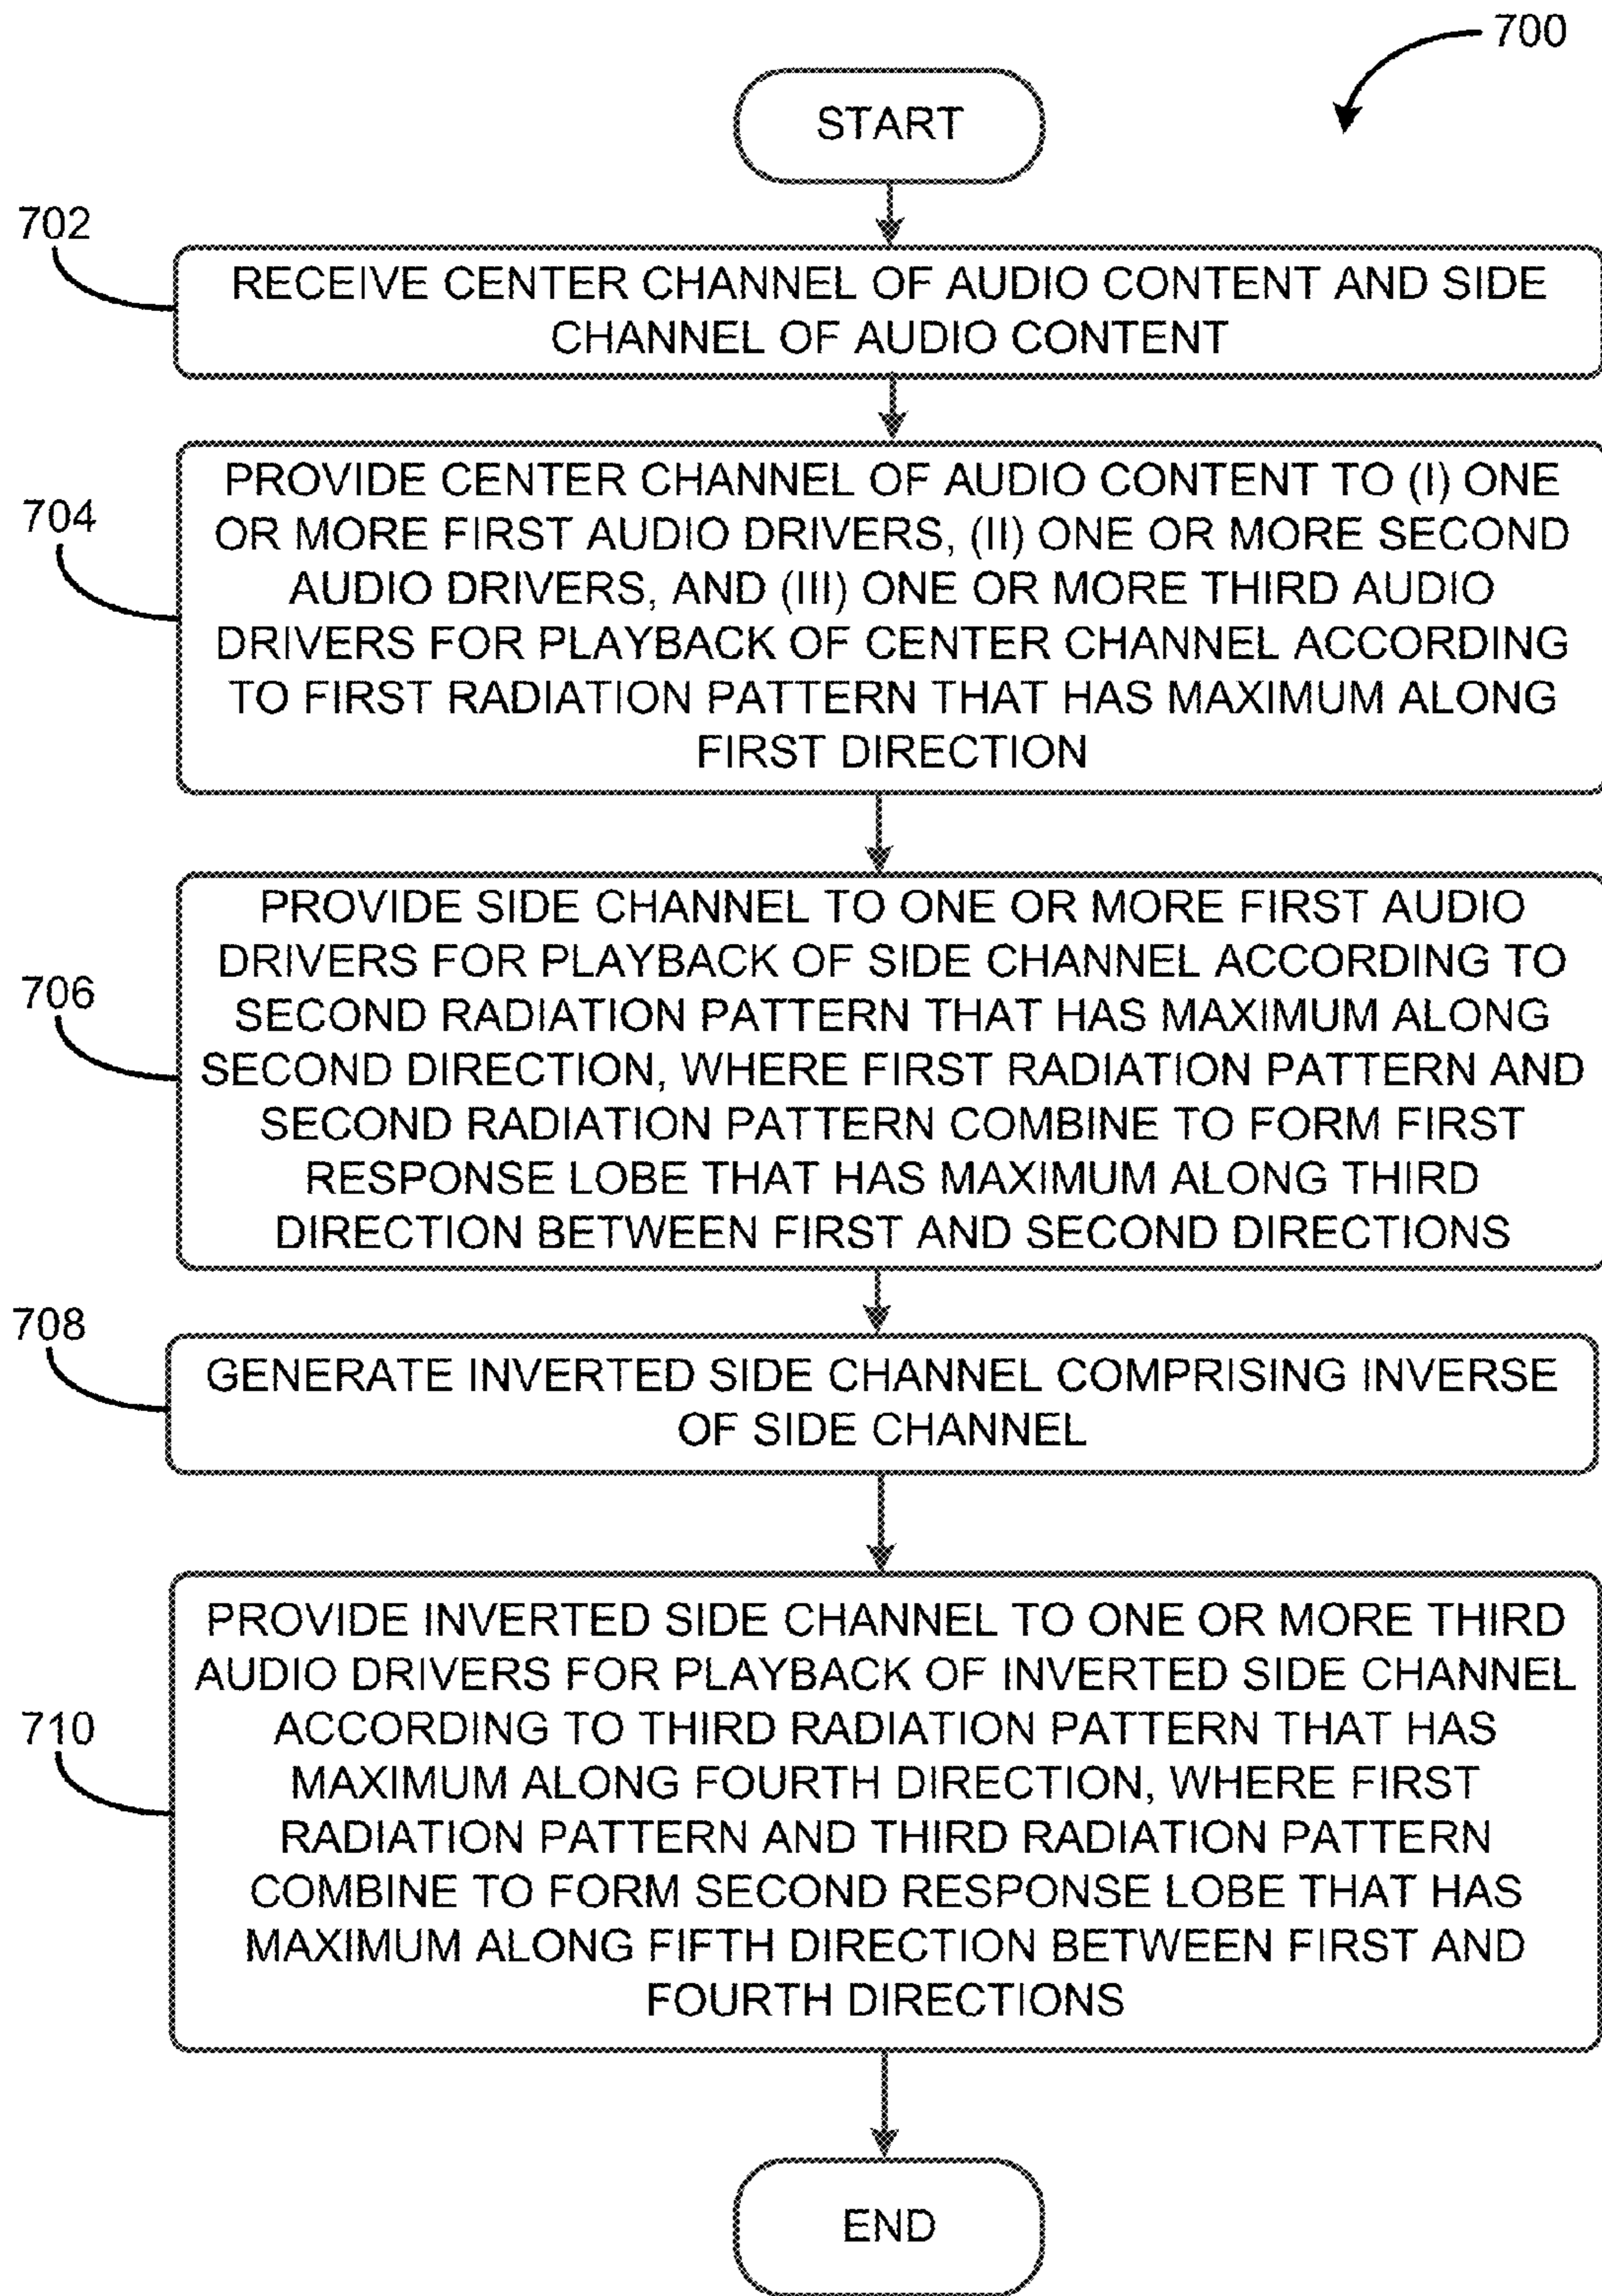 700
START
702
RECEIVE CENTER CHANNEL OF AUDIO CONTENT AND SIDE
CHANNEL OF AUDIO CONTENT
704
PROVIDE CENTER CHANNEL OF AUDIO CONTENT TO (I) ONE
OR MORE FIRST AUDIO DRIVERS, (II) ONE OR MORE SECOND
AUDIO DRIVERS, AND (III) ONE OR MORE THIRD AUDIO
DRIVERS FOR PLAYBACK OF CENTER CHANNEL ACCORDING
TO FIRST RADIATION PATTERN THAT HAS MAXIMUM ALONG
FIRST DIRECTION
706
PROVIDE SIDE CHANNEL TO ONE OR MORE FIRST AUDIO
DRIVERS FOR PLAYBACK OF SIDE CHANNEL ACCORDING TO
SECOND RADIATION PATTERN THAT HAS MAXIMUM ALONG
SECOND DIRECTION, WHERE FIRST RADIATION PATTERN AND
SECOND RADIATION PATTERN COMBINE TO FORM FIRST
RESPONSE LOBE THAT HAS MAXIMUM ALONG THIRD
DIRECTION BETWEEN FIRST AND SECOND DIRECTIONS
708
GENERATE INVERTED SIDE CHANNEL COMPRISING INVERSE
OF SIDE CHANNEL
710
PROVIDE INVERTED SIDE CHANNEL TO ONE OR MORE THIRD
AUDIO DRIVERS FOR PLAYBACK OF INVERTED SIDE CHANNEL
ACCORDING TO THIRD RADIATION PATTERN THAT HAS
MAXIMUM ALONG FOURTH DIRECTION, WHERE FIRST
RADIATION PATTERN AND THIRD RADIATION PATTERN
COMBINE TO FORM SECOND RESPONSE LOBE THAT HAS
MAXIMUM ALONG FIFTH DIRECTION BETWEEN FIRST AND
FOURTH DIRECTIONS
END